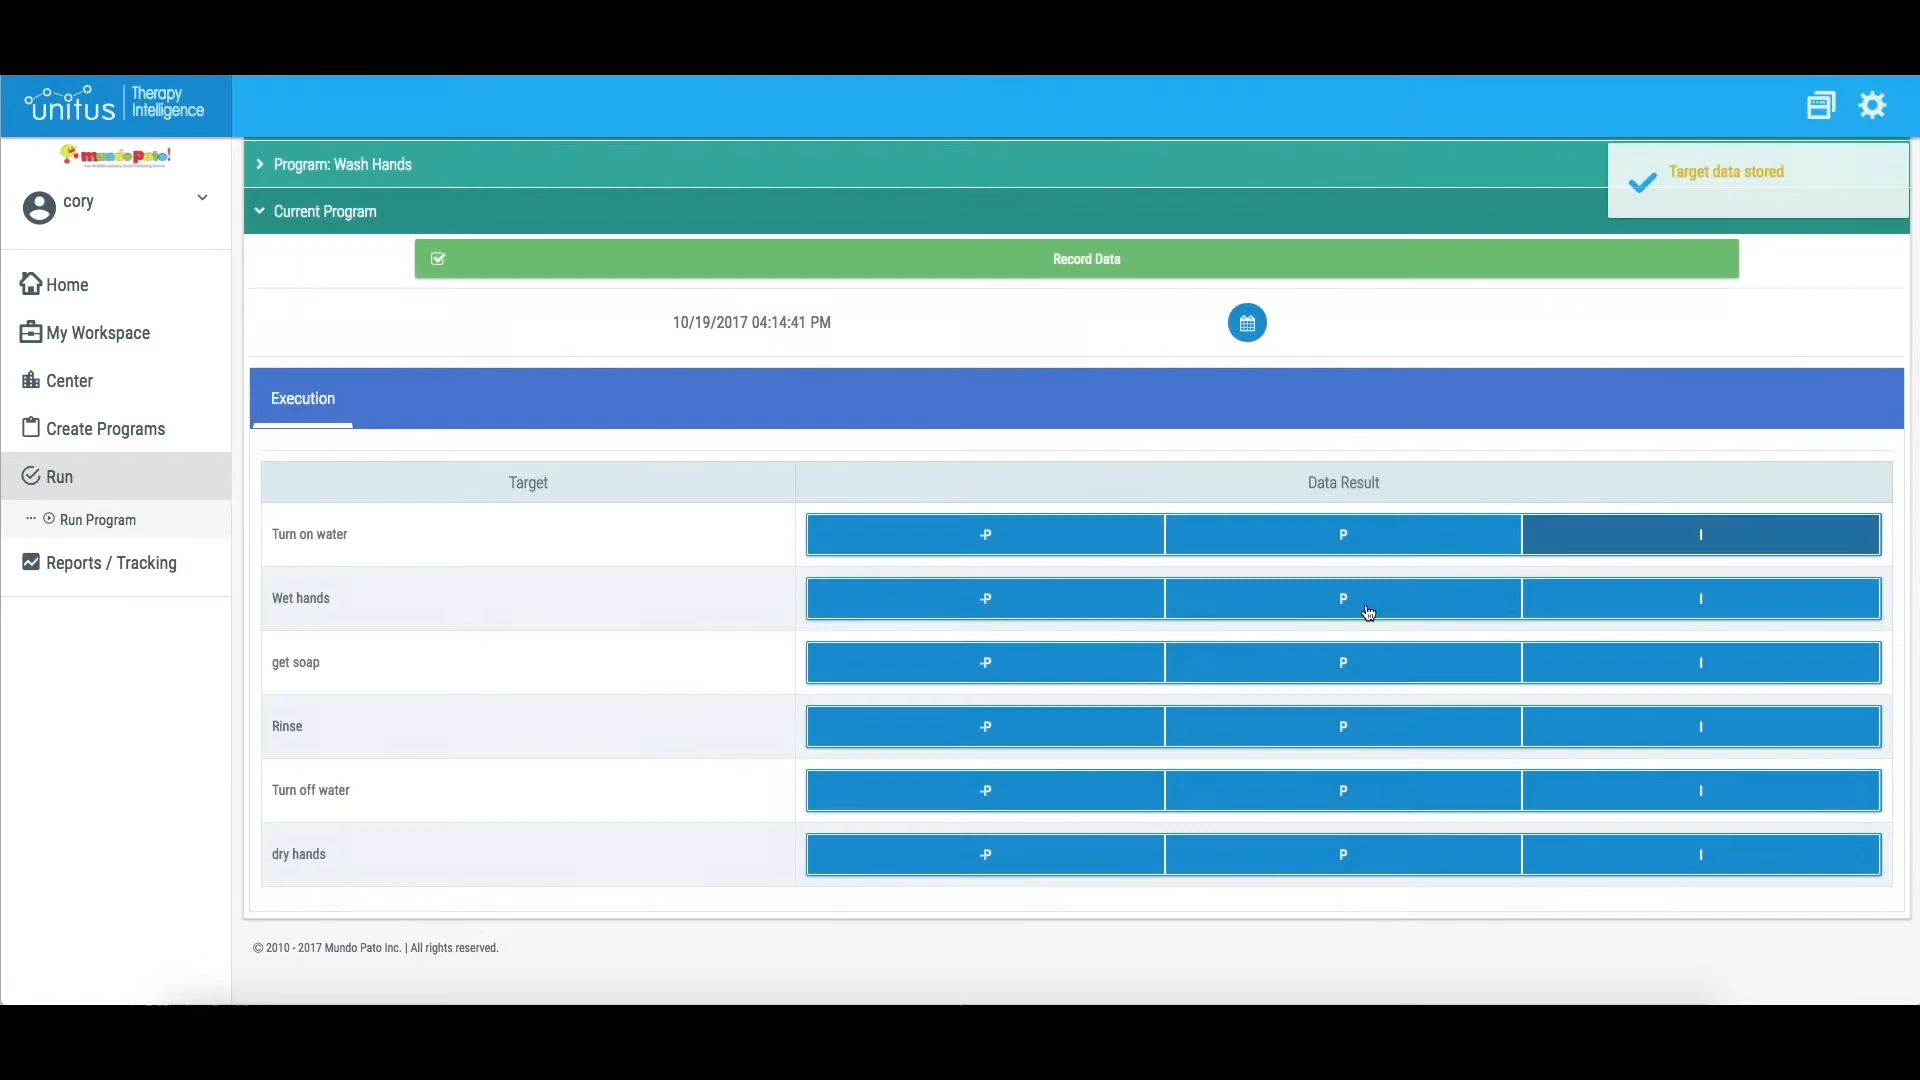 unitus
Therapy
Intelligence
mundo pato!
cory
Home
My Workspace
Center
Create Programs
Run
Run Program
Reports / Tracking
Program: Wash Hands
Target data stored
Current Program
Record Data
10/19/2017 04:14:41 PM
Execution
Target Data Result
Turn on water -P P I
Wet hands -P P I
get soap -P P I
Rinse -P P I
Turn off water -P P I
dry hands -P P I
© 2010 - 2017 Mundo Pato Inc. | All rights reserved.